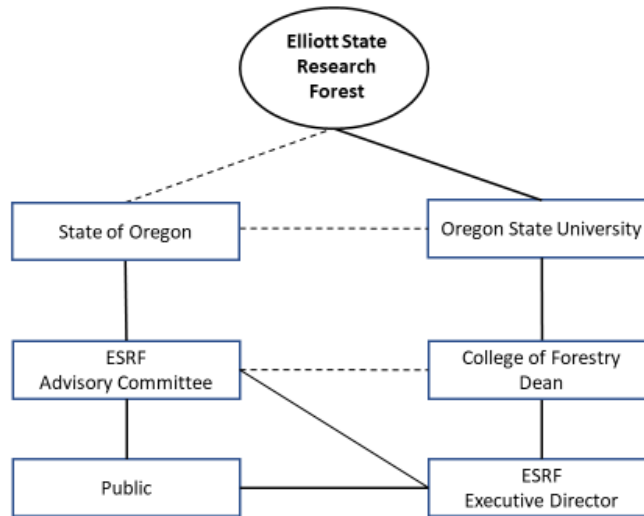 Elliott State
Research
Forest
State of Oregon
Oregon State University
ESRF
Advisory Committee
College of Forestry
Dean
Public
ESRF
Executive Director